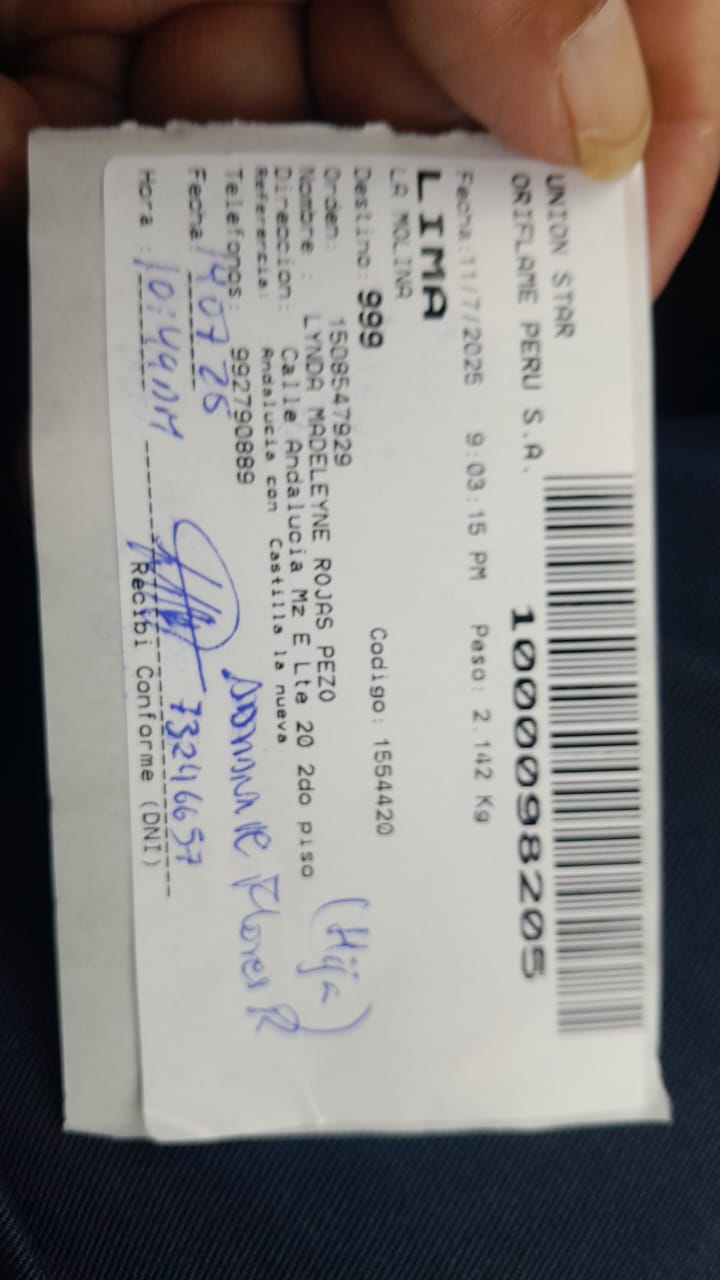 UNION STAR
ORIFLAME PERU S.A.
1000098205
Fecha:11/7/2025 9:03:15 PM Peso: 2.142 Kg
LIMA
LA MOLINA
Destino: 999 Codigo: 1554420
Orden: 1508547929
Nombre : LYNDA MADELEYNE ROJAS PEZO
Direccion: Calle Andalucia Mz E Lte 20 2do piso
Referencia: Andalucia con Castilla la nueva
Telefonos: 992790889
(Hija)
Flores R
Fecha: 14 07 25
73246657
Hora : 10:49AM
Recibi Conforme (DNI)